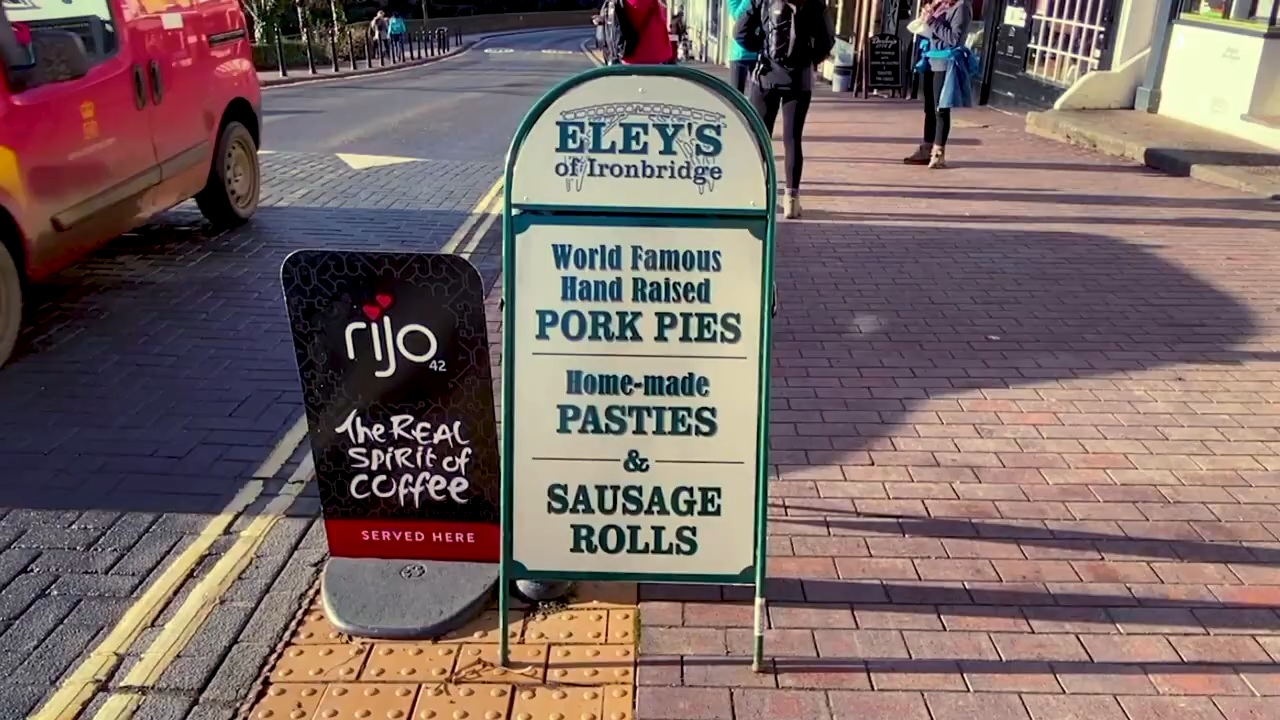 ELEY'S
of Ironbridge
World Famous
Hand Raised
PORK PIES
Home-made
PASTIES
&
SAUSAGE
ROLLS
rijo
42
The REAL
SPIRIT of
coffee
SERVED HERE